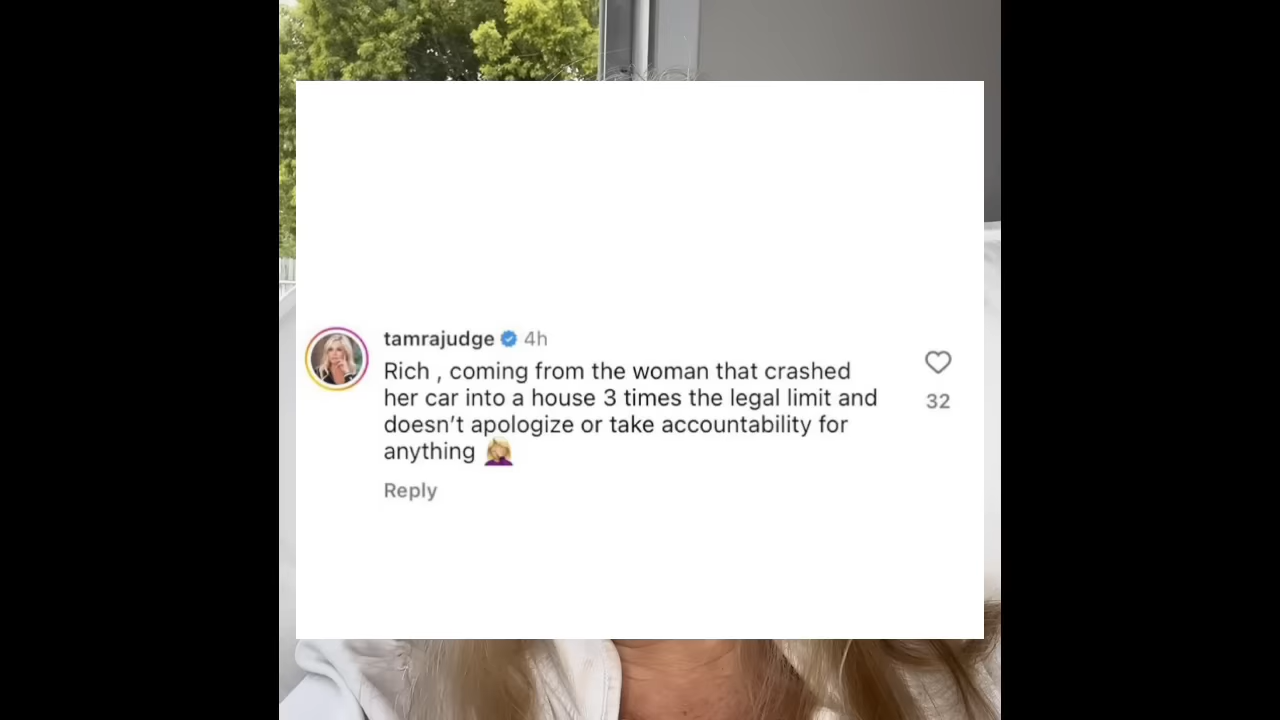 tamrajudge 4h
Rich , coming from the woman that crashed
her car into a house 3 times the legal limit and
doesn’t apologize or take accountability for
anything 🤦🏼‍♀️
32
Reply